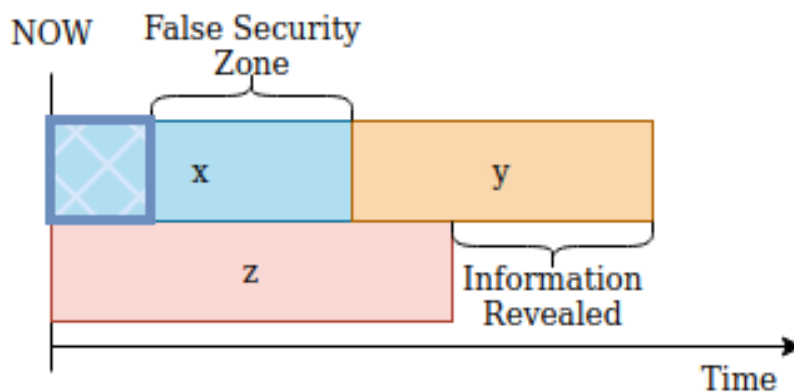 NOW
False Security
Zone
x
y
z
Information
Revealed
Time